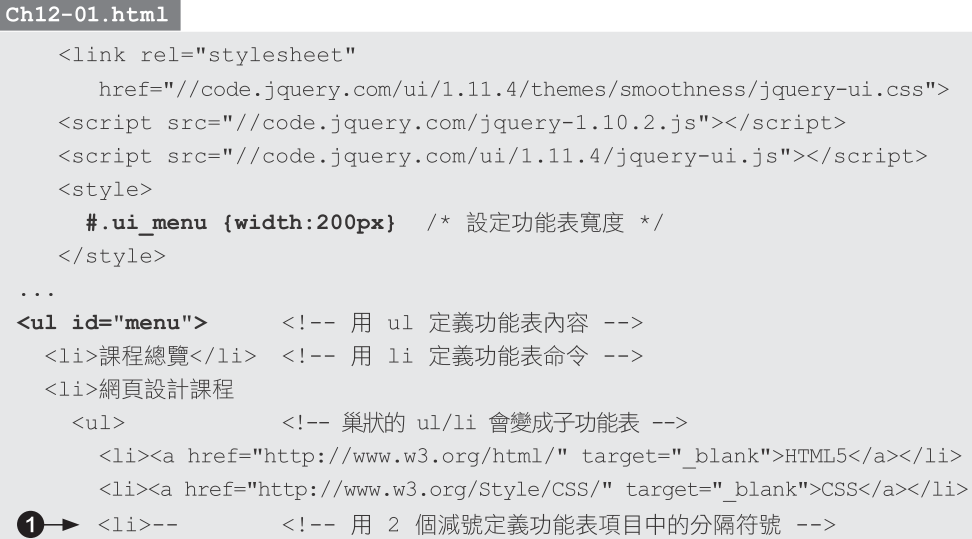 Ch12-01.html
<link rel="stylesheet"
href="//code.jquery.com/ui/1.11.4/themes/smoothness/jquery-ui.css">
<script src="//code.jquery.com/jquery-1.10.2.js"></script>
<script src="//code.jquery.com/ui/1.11.4/jquery-ui.js"></script>
<style>
#.ui_menu {width:200px} /* 設定功能表寬度 */
</style>
...
<ul id="menu"> <!-- 用 ul 定義功能表內容 -->
<li>課程總覽</li> <!-- 用 li 定義功能表命令 -->
<li>網頁設計課程
<ul> <!-- 巢狀的 ul/li 會變成子功能表 -->
<li><a href="http://www.w3.org/html/" target="_blank">HTML5</a></li>
<li><a href="http://www.w3.org/Style/CSS/" target="_blank">CSS</a></li>
1 <li>-- <!-- 用 2 個減號定義功能表項目中的分隔符號 -->